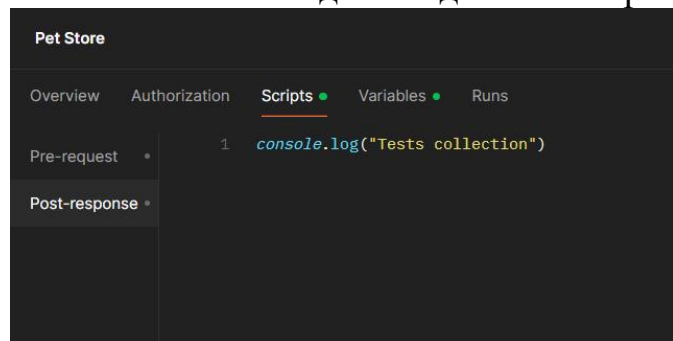 Pet Store
Overview Authorization Scripts Variables Runs
Pre-request
1 console.log("Tests collection")
Post-response